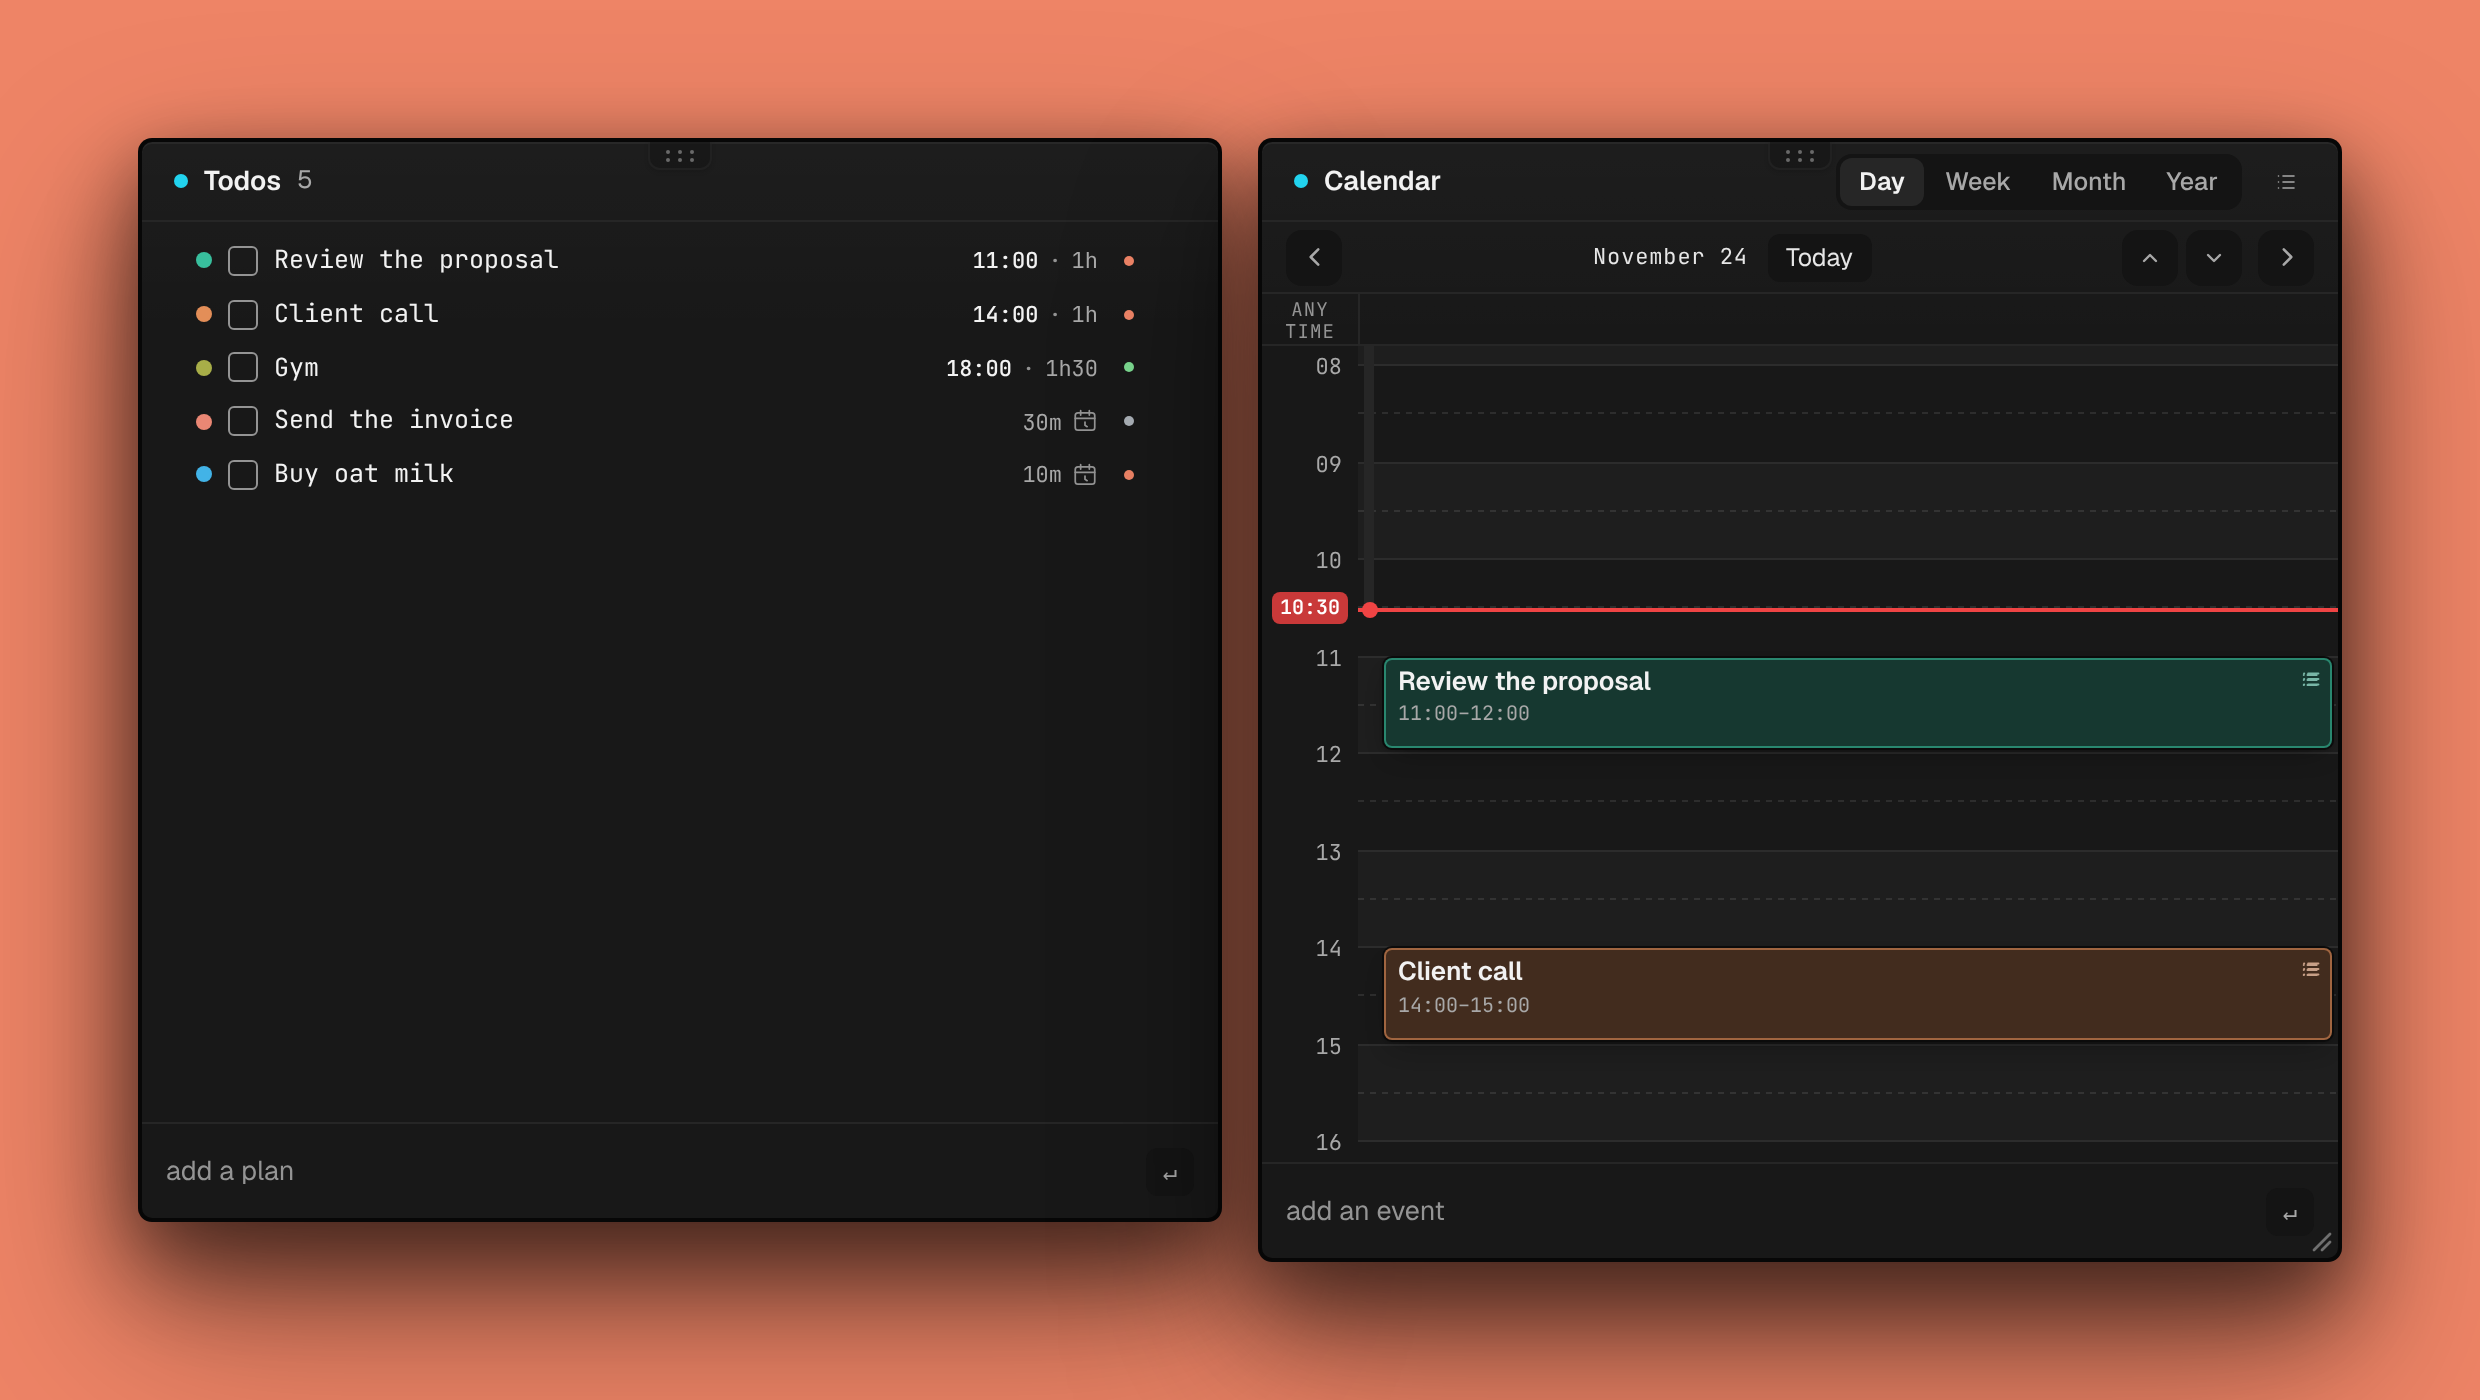 Todos 5
Review the proposal 11:00 · 1h
Client call 14:00 · 1h
Gym 18:00 · 1h30
Send the invoice 30m
Buy oat milk 10m
add a plan
Calendar
Day Week Month Year
November 24 Today
ANY
TIME
08
09
10
10:30
11
Review the proposal
11:00–12:00
12
13
14
Client call
14:00–15:00
15
16
add an event